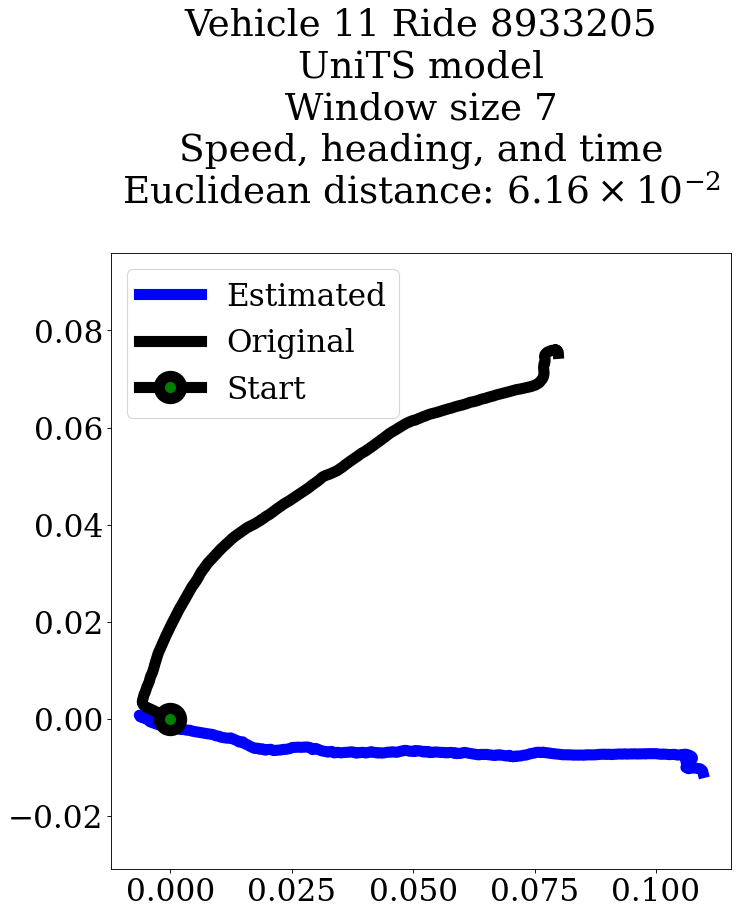 Vehicle 11 Ride 8933205
UniTS model
Window size 7
Speed, heading, and time
Euclidean distance: 6.16 × 10⁻²
Estimated
Original
Start
0.08
0.06
0.04
0.02
0.00
−0.02
0.000 0.025 0.050 0.075 0.100